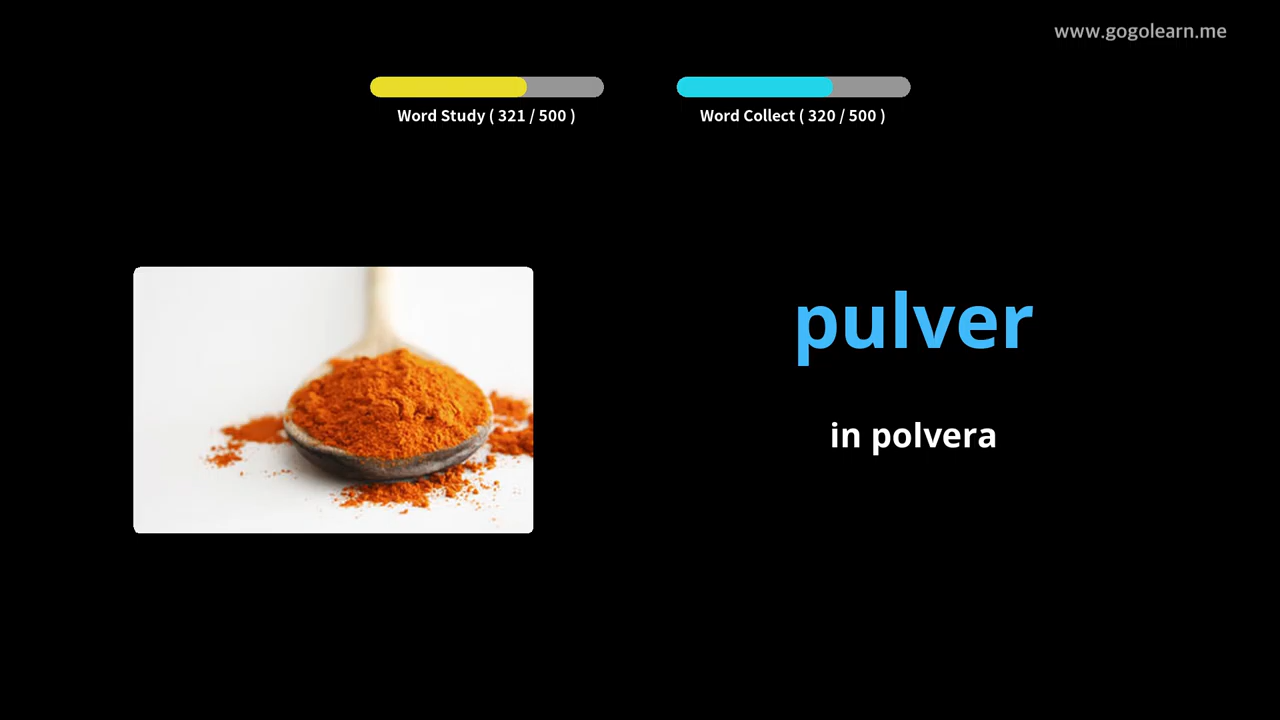 www.gogolearn.me
Word Study ( 321 / 500 )
Word Collect ( 320 / 500 )
pulver
in polvera